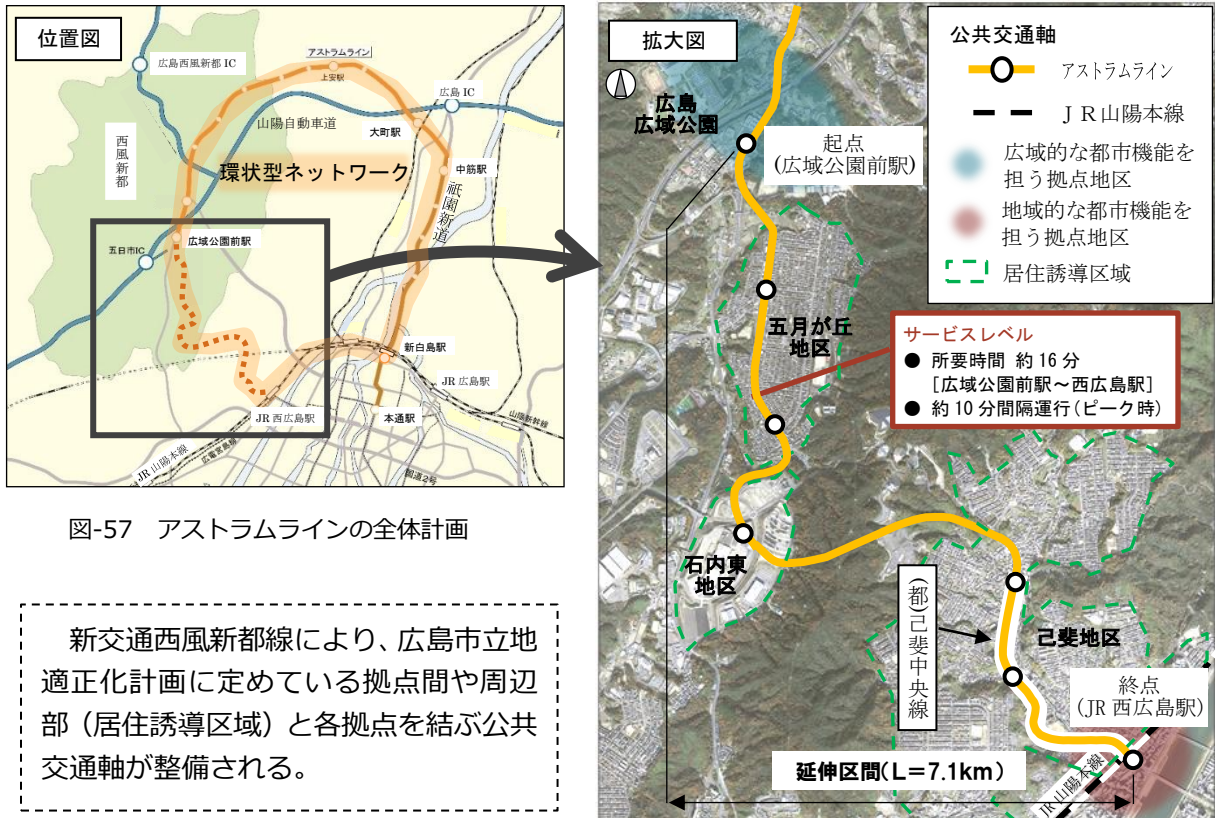 位置図
アストラムライン
上安駅
広島西風新都 IC
広島 IC
山陽自動車道
大町駅
西風新都
環状型ネットワーク
中筋駅
祇園新道
広域公園前駅
五日市IC
新白島駅
JR 広島駅
JR 西広島駅
本通駅
山陽新幹線
JR 山陽本線
広電宮島線
国道2号
図-57 アストラムラインの全体計画
新交通西風新都線により、広島市立地
適正化計画に定めている拠点間や周辺
部（居住誘導区域）と各拠点を結ぶ公共
交通軸が整備される。
拡大図
広島
広域公園
起点
(広域公園前駅)
公共交通軸
アストラムライン
ＪＲ山陽本線
広域的な都市機能を
担う拠点地区
地域的な都市機能を
担う拠点地区
居住誘導区域
五月が丘
地区
サービスレベル
● 所要時間 約 16 分
[広域公園前駅～西広島駅]
● 約 10 分間隔運行(ピーク時)
石内東
地区
(都)己斐中央線
己斐地区
終点
(JR 西広島駅)
延伸区間(L＝7.1km)
JR 山陽本線